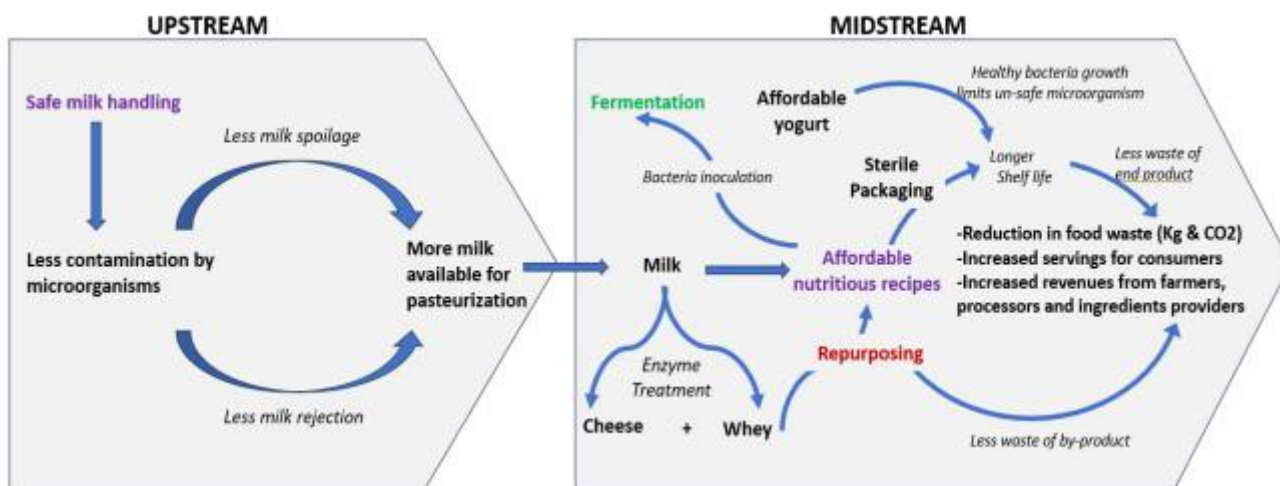 UPSTREAM
Safe milk handling
Less milk spoilage
Less contamination by
microorganisms
More milk
available for
pasteurization
Less milk rejection
MIDSTREAM
Fermentation
Affordable
yogurt
Healthy bacteria growth
limits un-safe microorganism
Bacteria inoculation
Sterile
Packaging
Longer
Shelf life
Less waste of
end product
Milk
Affordable
nutritious recipes
-Reduction in food waste (Kg & CO2)
-Increased servings for consumers
-Increased revenues from farmers,
processors and ingredients providers
Enzyme
Treatment
Repurposing
Cheese + Whey
Less waste of by-product